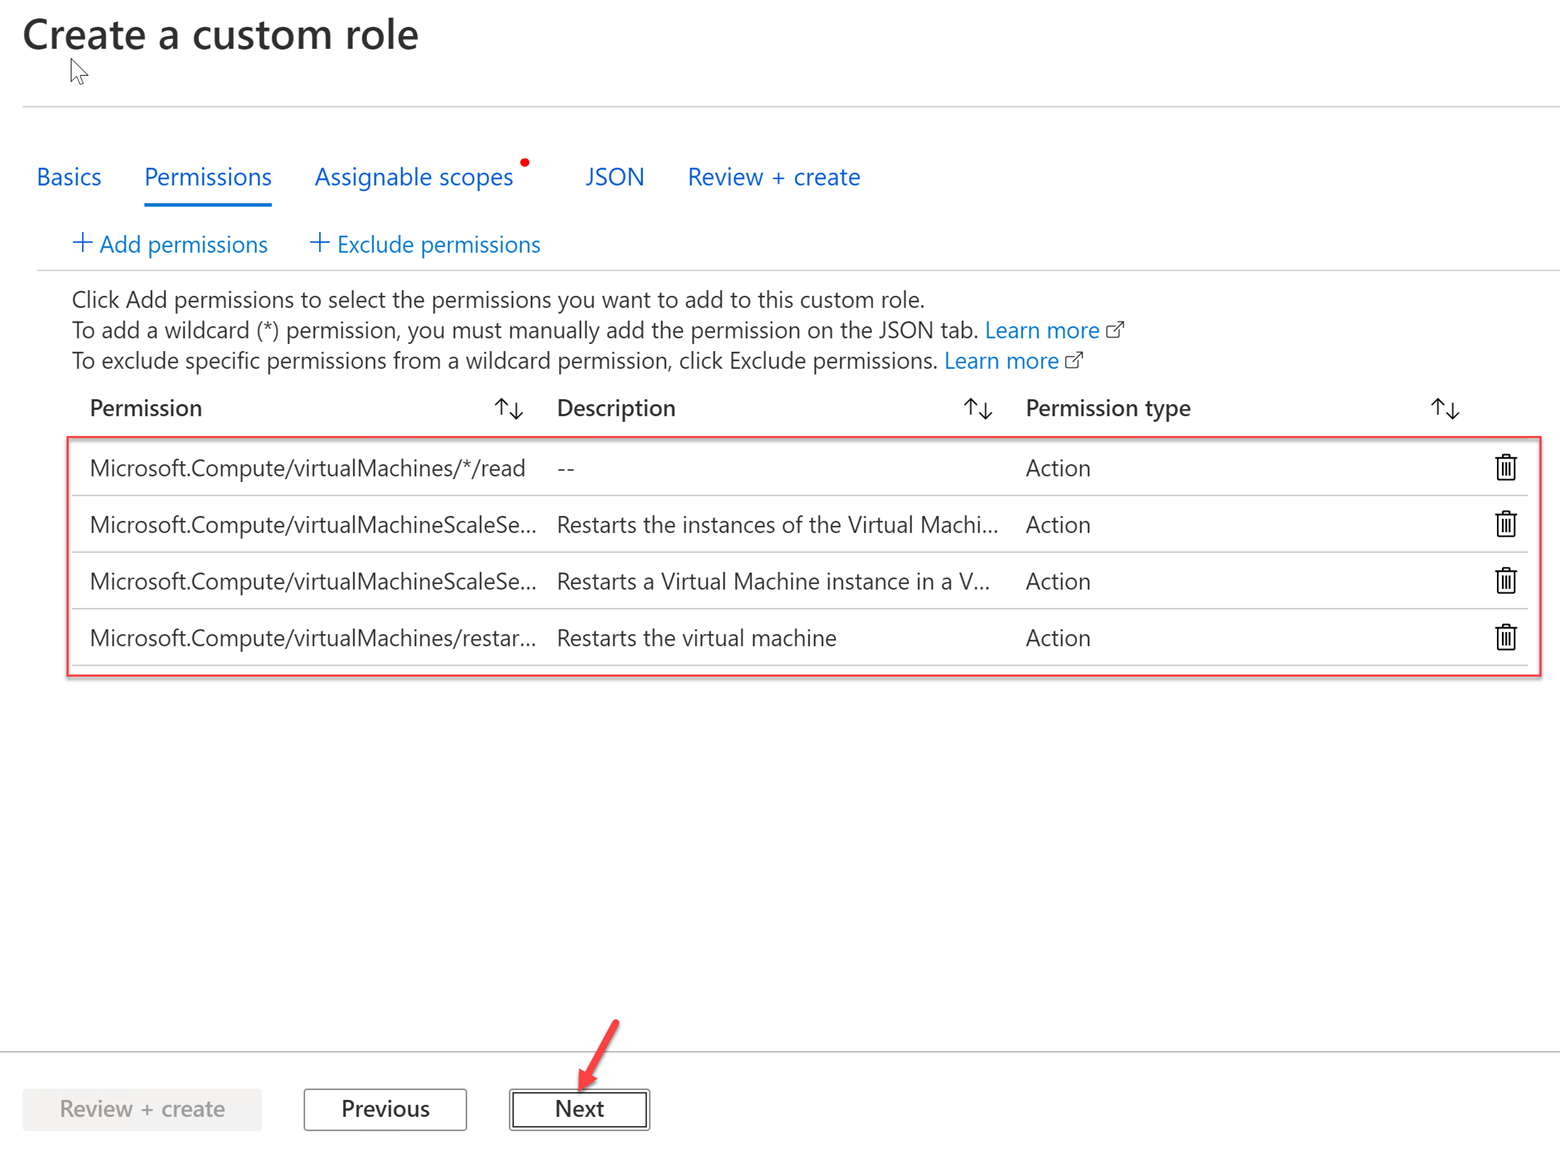 Create a custom role
Basics Permissions Assignable scopes JSON Review + create
+ Add permissions + Exclude permissions
Click Add permissions to select the permissions you want to add to this custom role.
To add a wildcard (*) permission, you must manually add the permission on the JSON tab. Learn more
To exclude specific permissions from a wildcard permission, click Exclude permissions. Learn more
Permission Description Permission type
Microsoft.Compute/virtualMachines/*/read -- Action
Microsoft.Compute/virtualMachineScaleSe... Restarts the instances of the Virtual Machi... Action
Microsoft.Compute/virtualMachineScaleSe... Restarts a Virtual Machine instance in a V... Action
Microsoft.Compute/virtualMachines/restar... Restarts the virtual machine Action
Review + create Previous Next